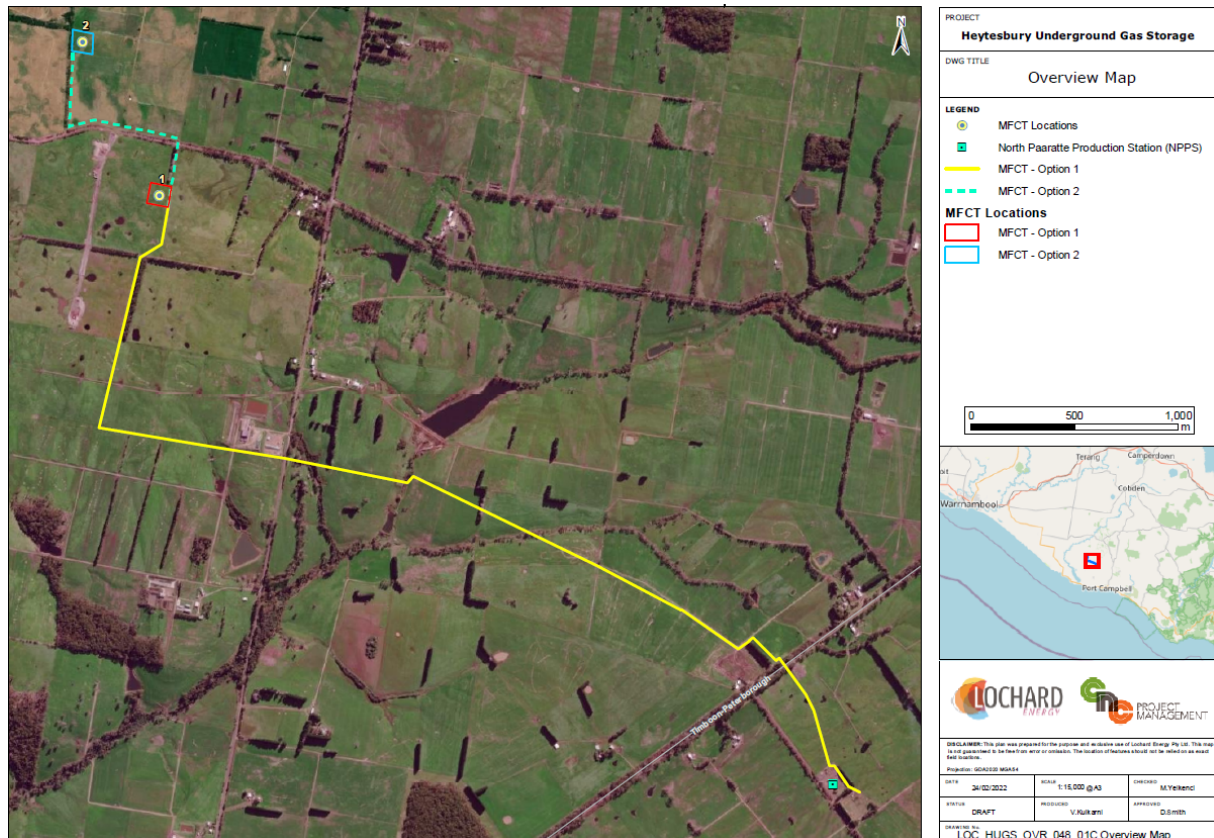 2
N
1
Timboon-Peterborough
PROJECT
Heytesbury Underground Gas Storage
DWG TITLE
Overview Map
LEGEND
MFCT Locations
North Paaratte Production Station (NPPS)
MFCT - Option 1
MFCT - Option 2
MFCT Locations
MFCT - Option 1
MFCT - Option 2
0 500 1,000
m
Terang Camperdown
Cobden
Warrnambool
Port Campbell
LOCHARD
ENERGY
CNC PROJECT
MANAGEMENT
DISCLAIMER: This plan was prepared for the purpose and exclusive use of Lochard Energy Pty Ltd. This map
is not guaranteed to be free from error or omission. The location of features should not be relied on as exact
field locations.
Projection: GDA2020 MGA54
DATE 24/02/2022 SCALE 1:15,000 @ A3 CHECKED M.Yelkenci
STATUS DRAFT PRODUCED V.Kulkarni APPROVED D.Smith
DRAWING No.
LOC_HUGS_OVR_048_01C Overview Map